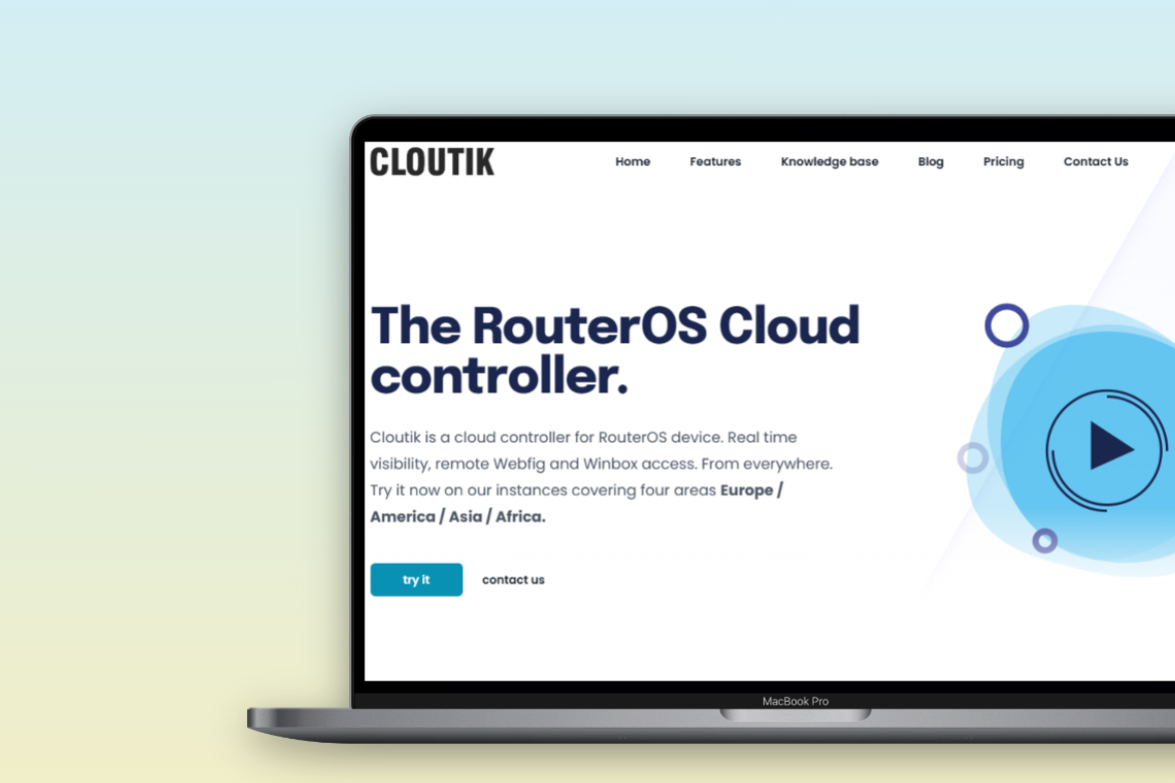 CLOUTIK
Home Features Knowledge base Blog Pricing Contact Us
The RouterOS Cloud
controller.
Cloutik is a cloud controller for RouterOS device. Real time
visibility, remote Webfig and Winbox access. From everywhere.
Try it now on our instances covering four areas Europe /
America / Asia / Africa.
try it contact us
MacBook Pro